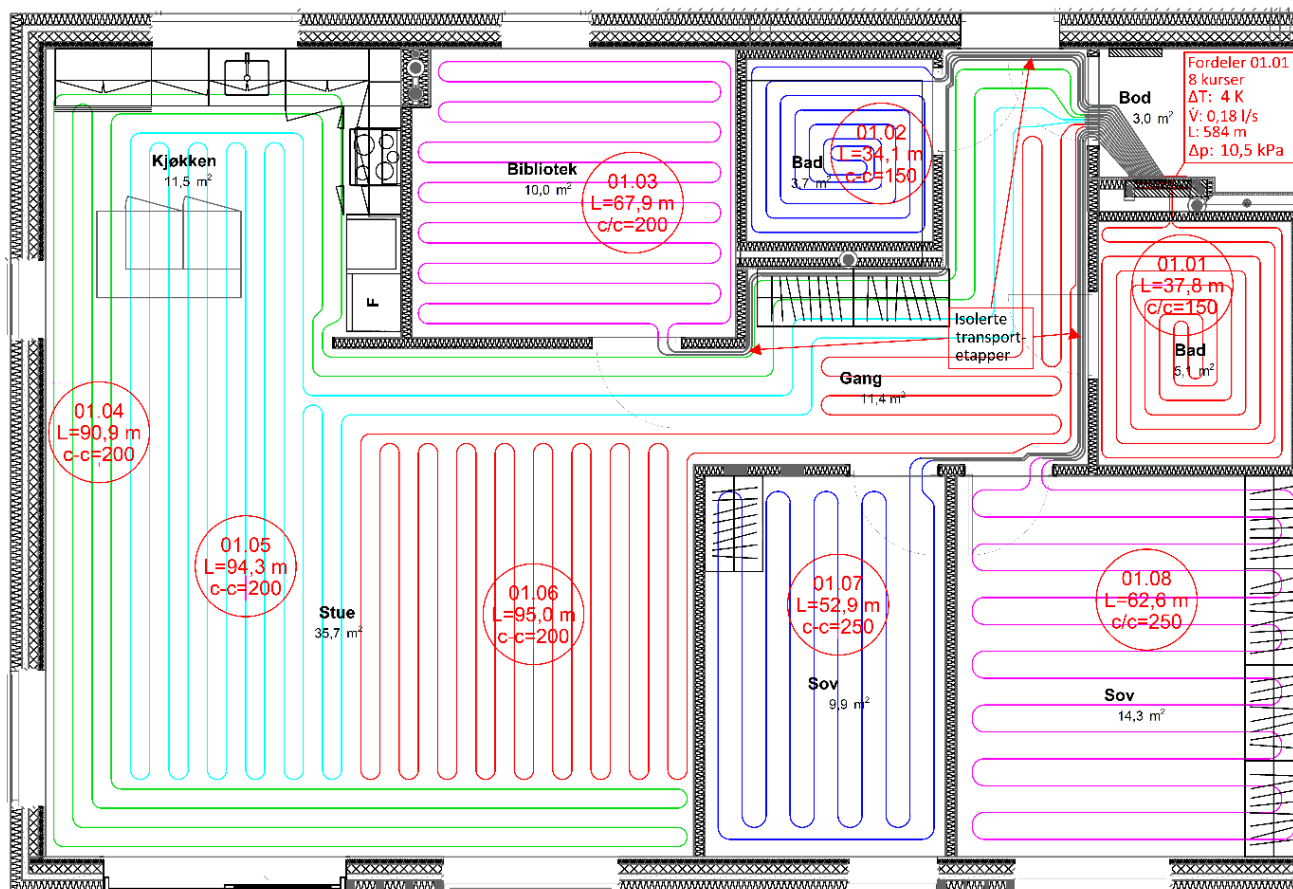 Fordeler 01.01
8 kurser
ΔT: 4 K
V̇: 0,18 l/s
L: 584 m
Δp: 10,5 kPa
Bod
3,0 m²
Kjøkken
11,5 m²
Bibliotek
10,0 m²
01.03
L=67,9 m
c/c=200
01.02
L=34,1 m
c-c=150
Bad
3,7 m²
01.01
L=37,8 m
c/c=150
Bad
5,1 m²
F
Isolerte
transport-
etapper
Gang
11,4 m²
01.04
L=90,9 m
c-c=200
01.05
L=94,3 m
c-c=200
Stue
35,7 m²
01.06
L=95,0 m
c-c=200
01.07
L=52,9 m
c-c=250
Sov
9,9 m²
01.08
L=62,6 m
c/c=250
Sov
14,3 m²